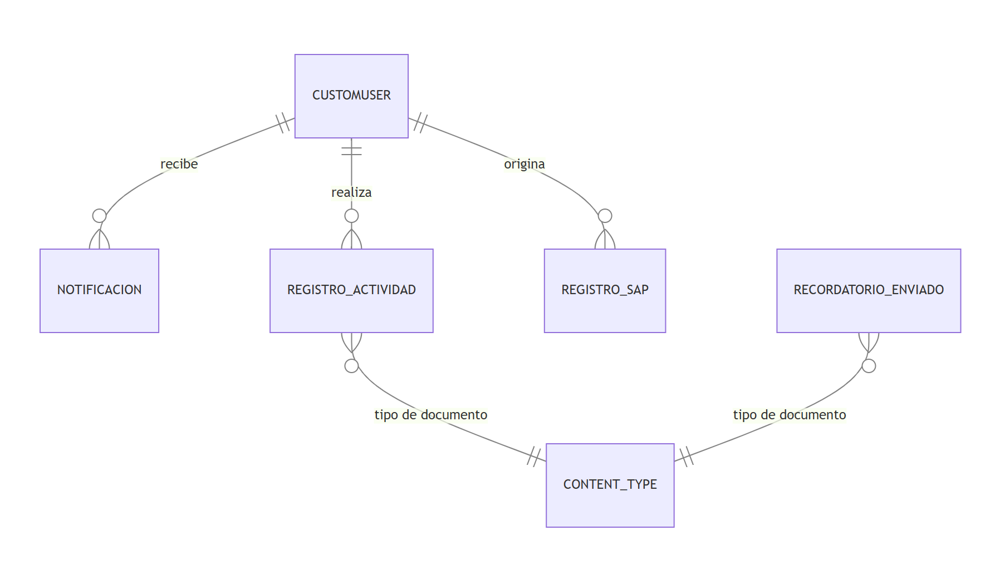 CUSTOMUSER
recibe
origina
realiza
NOTIFICACION
REGISTRO_ACTIVIDAD
REGISTRO_SAP
RECORDATORIO_ENVIADO
tipo de documento
tipo de documento
CONTENT_TYPE